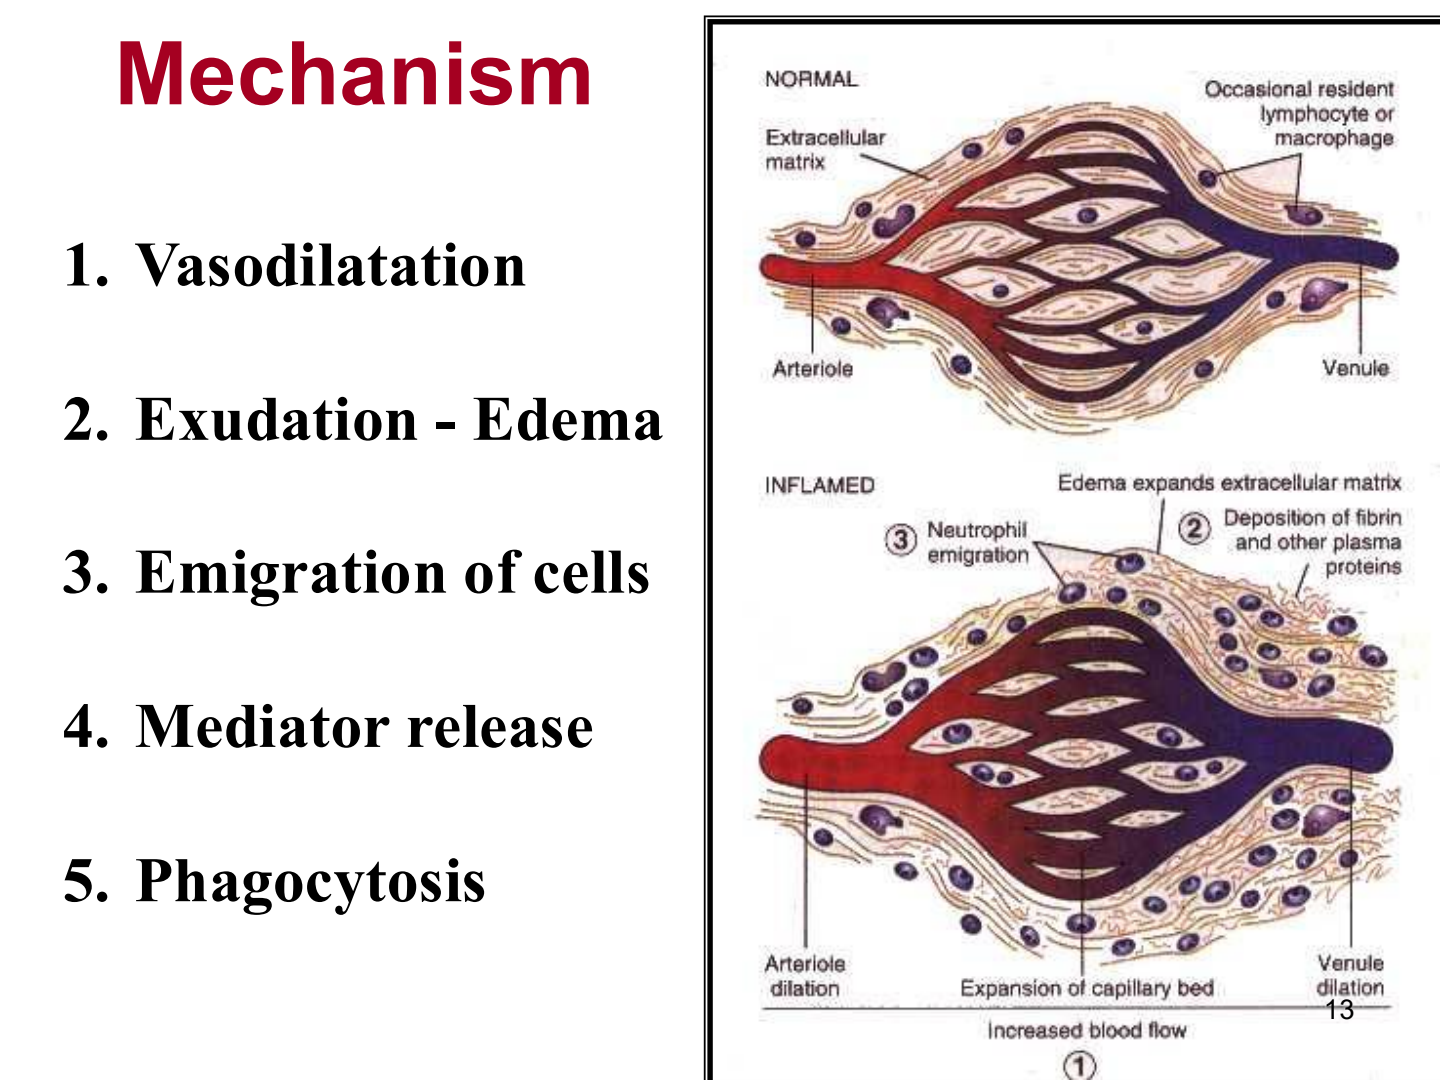 Mechanism
1. Vasodilatation
2. Exudation - Edema
3. Emigration of cells
4. Mediator release
5. Phagocytosis
NORMAL
Occasional resident
lymphocyte or
macrophage
Extracellular
matrix
Arteriole
Venule
INFLAMED
Edema expands extracellular matrix
3 Neutrophil
emigration
2 Deposition of fibrin
and other plasma
proteins
Arteriole
dilation
Expansion of capillary bed
Venule
dilation
13
Increased blood flow
1